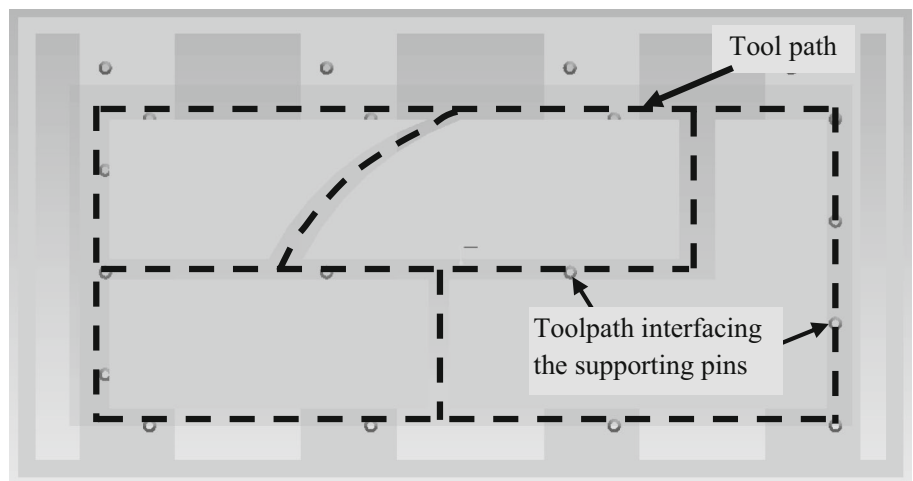 Tool path
Toolpath interfacing
the supporting pins